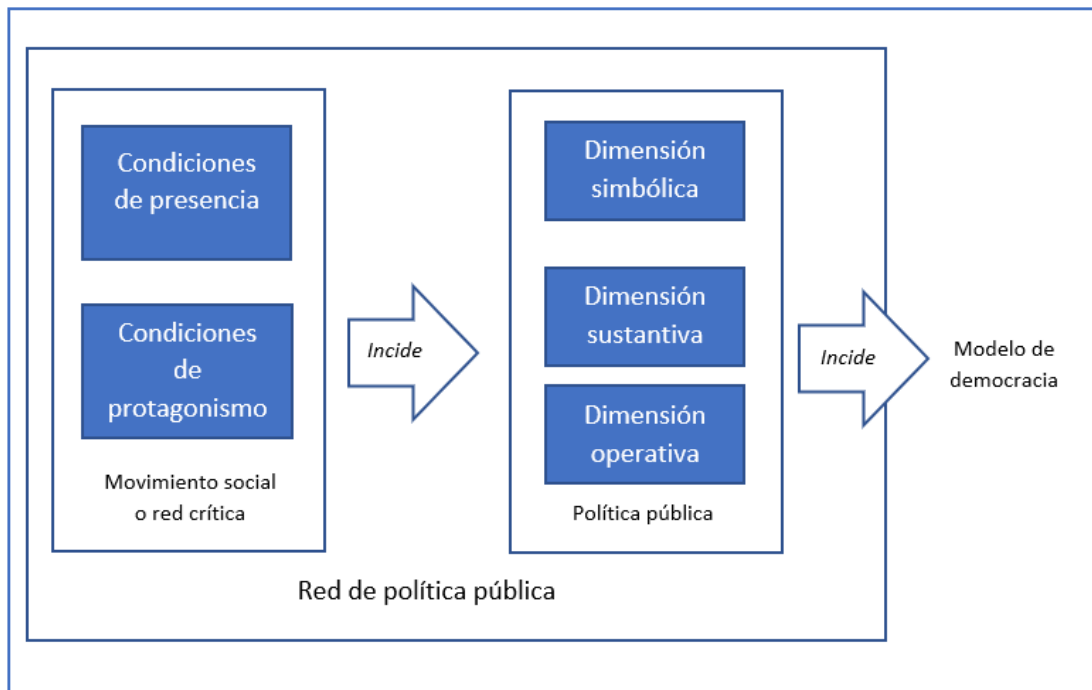 Condiciones
de presencia
Condiciones
de
protagonismo
Movimiento social
o red crítica
Incide
Dimensión
simbólica
Dimensión
sustantiva
Dimensión
operativa
Política pública
Incide
Modelo de
democracia
Red de política pública